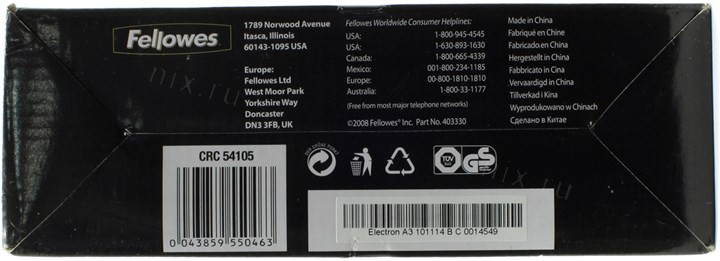 Fellowes
1789 Norwood Avenue
Itasca, Illinois
60143-1095 USA
Europe:
Fellowes Ltd
West Moor Park
Yorkshire Way
Doncaster
DN3 3FB, UK
Fellowes Worldwide Consumer Helplines:
USA: 1-800-945-4545
USA: 1-630-893-1630
Canada: 1-800-665-4339
Mexico: 001-800-234-1185
Europe: 00-800-1810-1810
Australia: 1-800-33-1177
(Free from most major telephone networks)
©2008 Fellowes® Inc. Part No. 403330
Made in China
Fabriqué en Chine
Fabricado en China
Hergestellt in China
Fabbricato in Cina
Vervaardigd in China
Tillverkad i Kina
Wyprodukowano w Chinach
Сделано в Китае
CRC 54105
0 043859 550463
DER GRÜNE PUNKT
TÜV
GS
Electron A3 101114 B C 0014549
nix.ru
nix.ru